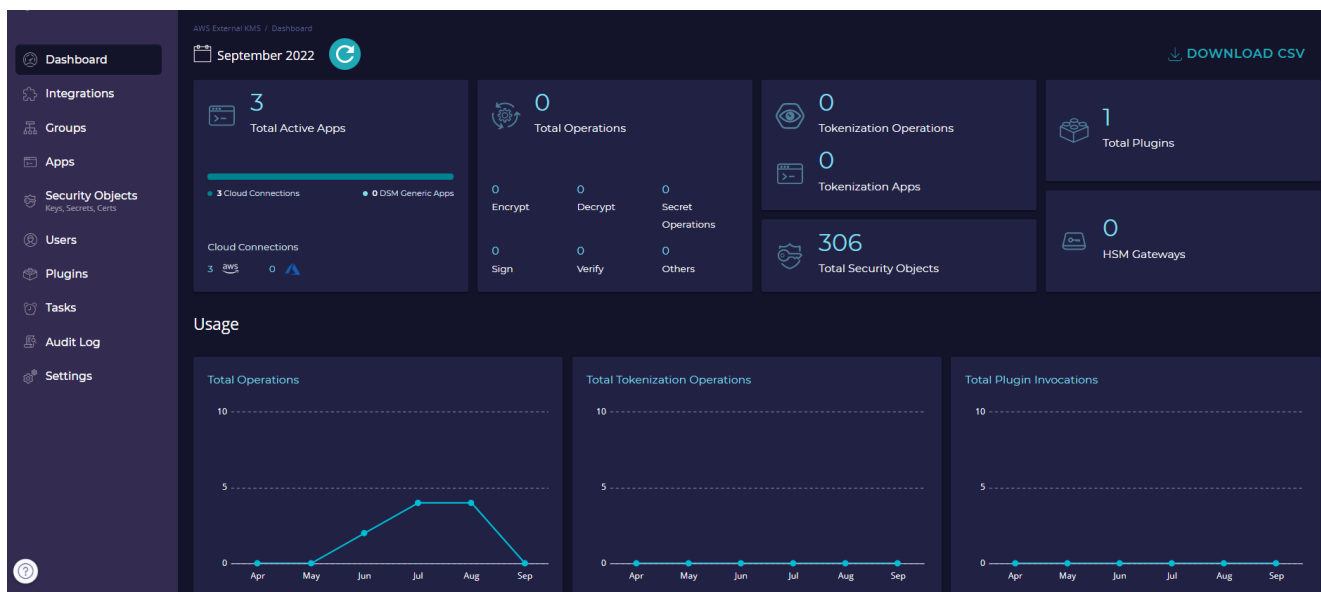 AWS External KMS / Dashboard
September 2022
DOWNLOAD CSV
Dashboard
Integrations
Groups
Apps
Security Objects
Keys, Secrets, Certs
Users
Plugins
Tasks
Audit Log
Settings
?
3
Total Active Apps
3 Cloud Connections
0 DSM Generic Apps
Cloud Connections
3 aws 0
0
Total Operations
0 0 0
Encrypt Decrypt Secret
Operations
0 0 0
Sign Verify Others
0
Tokenization Operations
0
Tokenization Apps
306
Total Security Objects
1
Total Plugins
0
HSM Gateways
Usage
Total Operations
10
5
0
Apr May Jun Jul Aug Sep
Total Tokenization Operations
10
5
0
Apr May Jun Jul Aug Sep
Total Plugin Invocations
10
5
0
Apr May Jun Jul Aug Sep